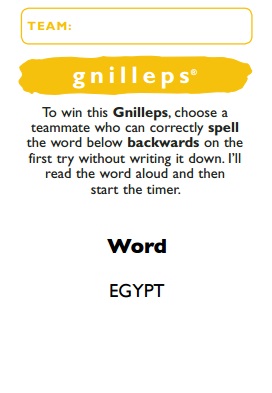 TEAM:
gnilleps®
To win this Gnilleps, choose a
teammate who can correctly spell
the word below backwards on the
first try without writing it down. I'll
read the word aloud and then
start the timer.
Word
EGYPT